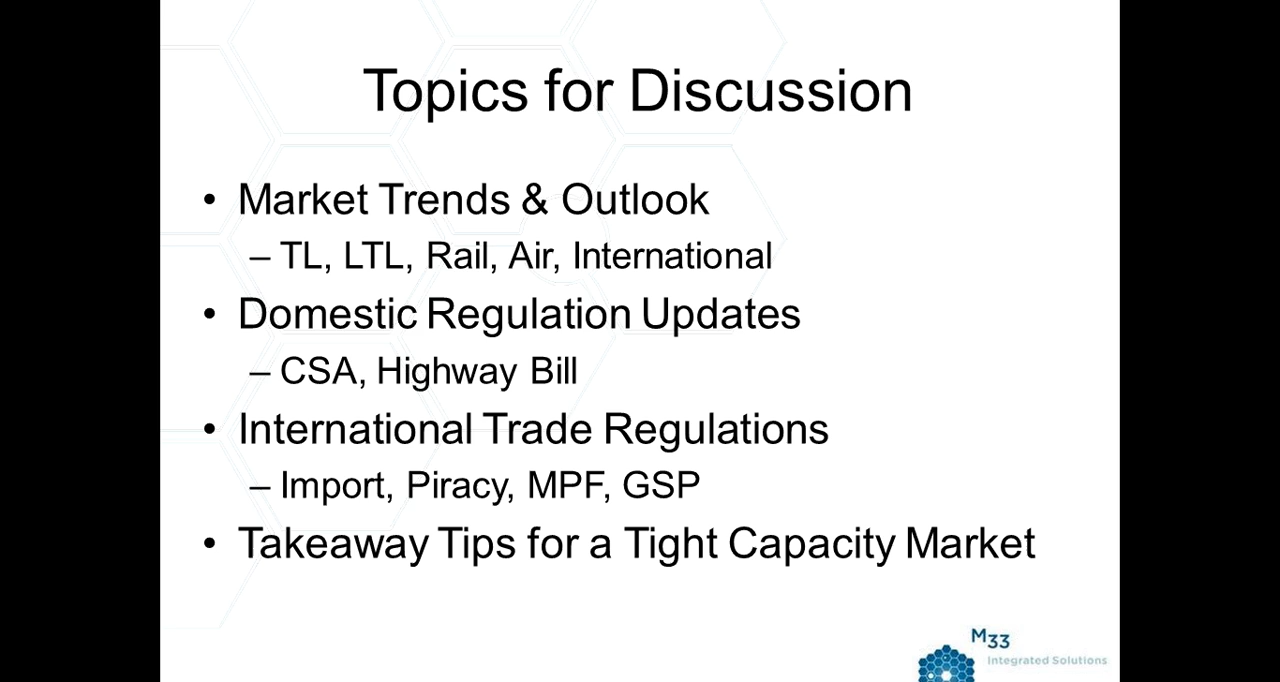 Topics for Discussion
• Market Trends & Outlook
– TL, LTL, Rail, Air, International
• Domestic Regulation Updates
– CSA, Highway Bill
• International Trade Regulations
– Import, Piracy, MPF, GSP
• Takeaway Tips for a Tight Capacity Market
M33
Integrated Solutions